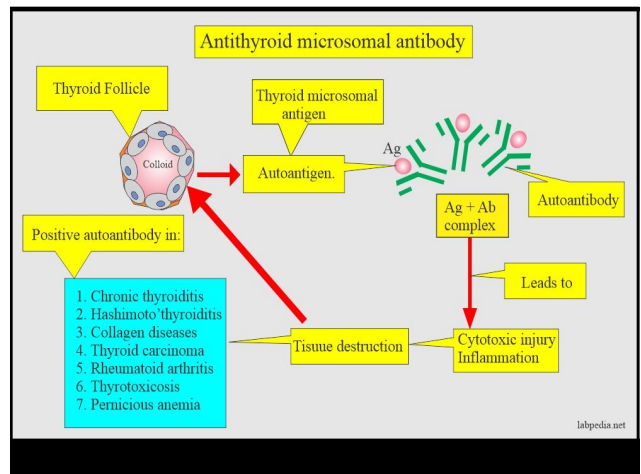 Antithyroid microsomal antibody
Thyroid Follicle
Thyroid microsomal
antigen
Colloid
Ag
Autoantigen.
Autoantibody
Ag + Ab
complex
Positive autoantibody in:
Leads to
1. Chronic thyroiditis
2. Hashimoto'thyroiditis
3. Collagen diseases
4. Thyroid carcinoma
5. Rheumatoid arthritis
6. Thyrotoxicosis
7. Pernicious anemia
Tisuue destruction
Cytotoxic injury
Inflammation
labpedia.net